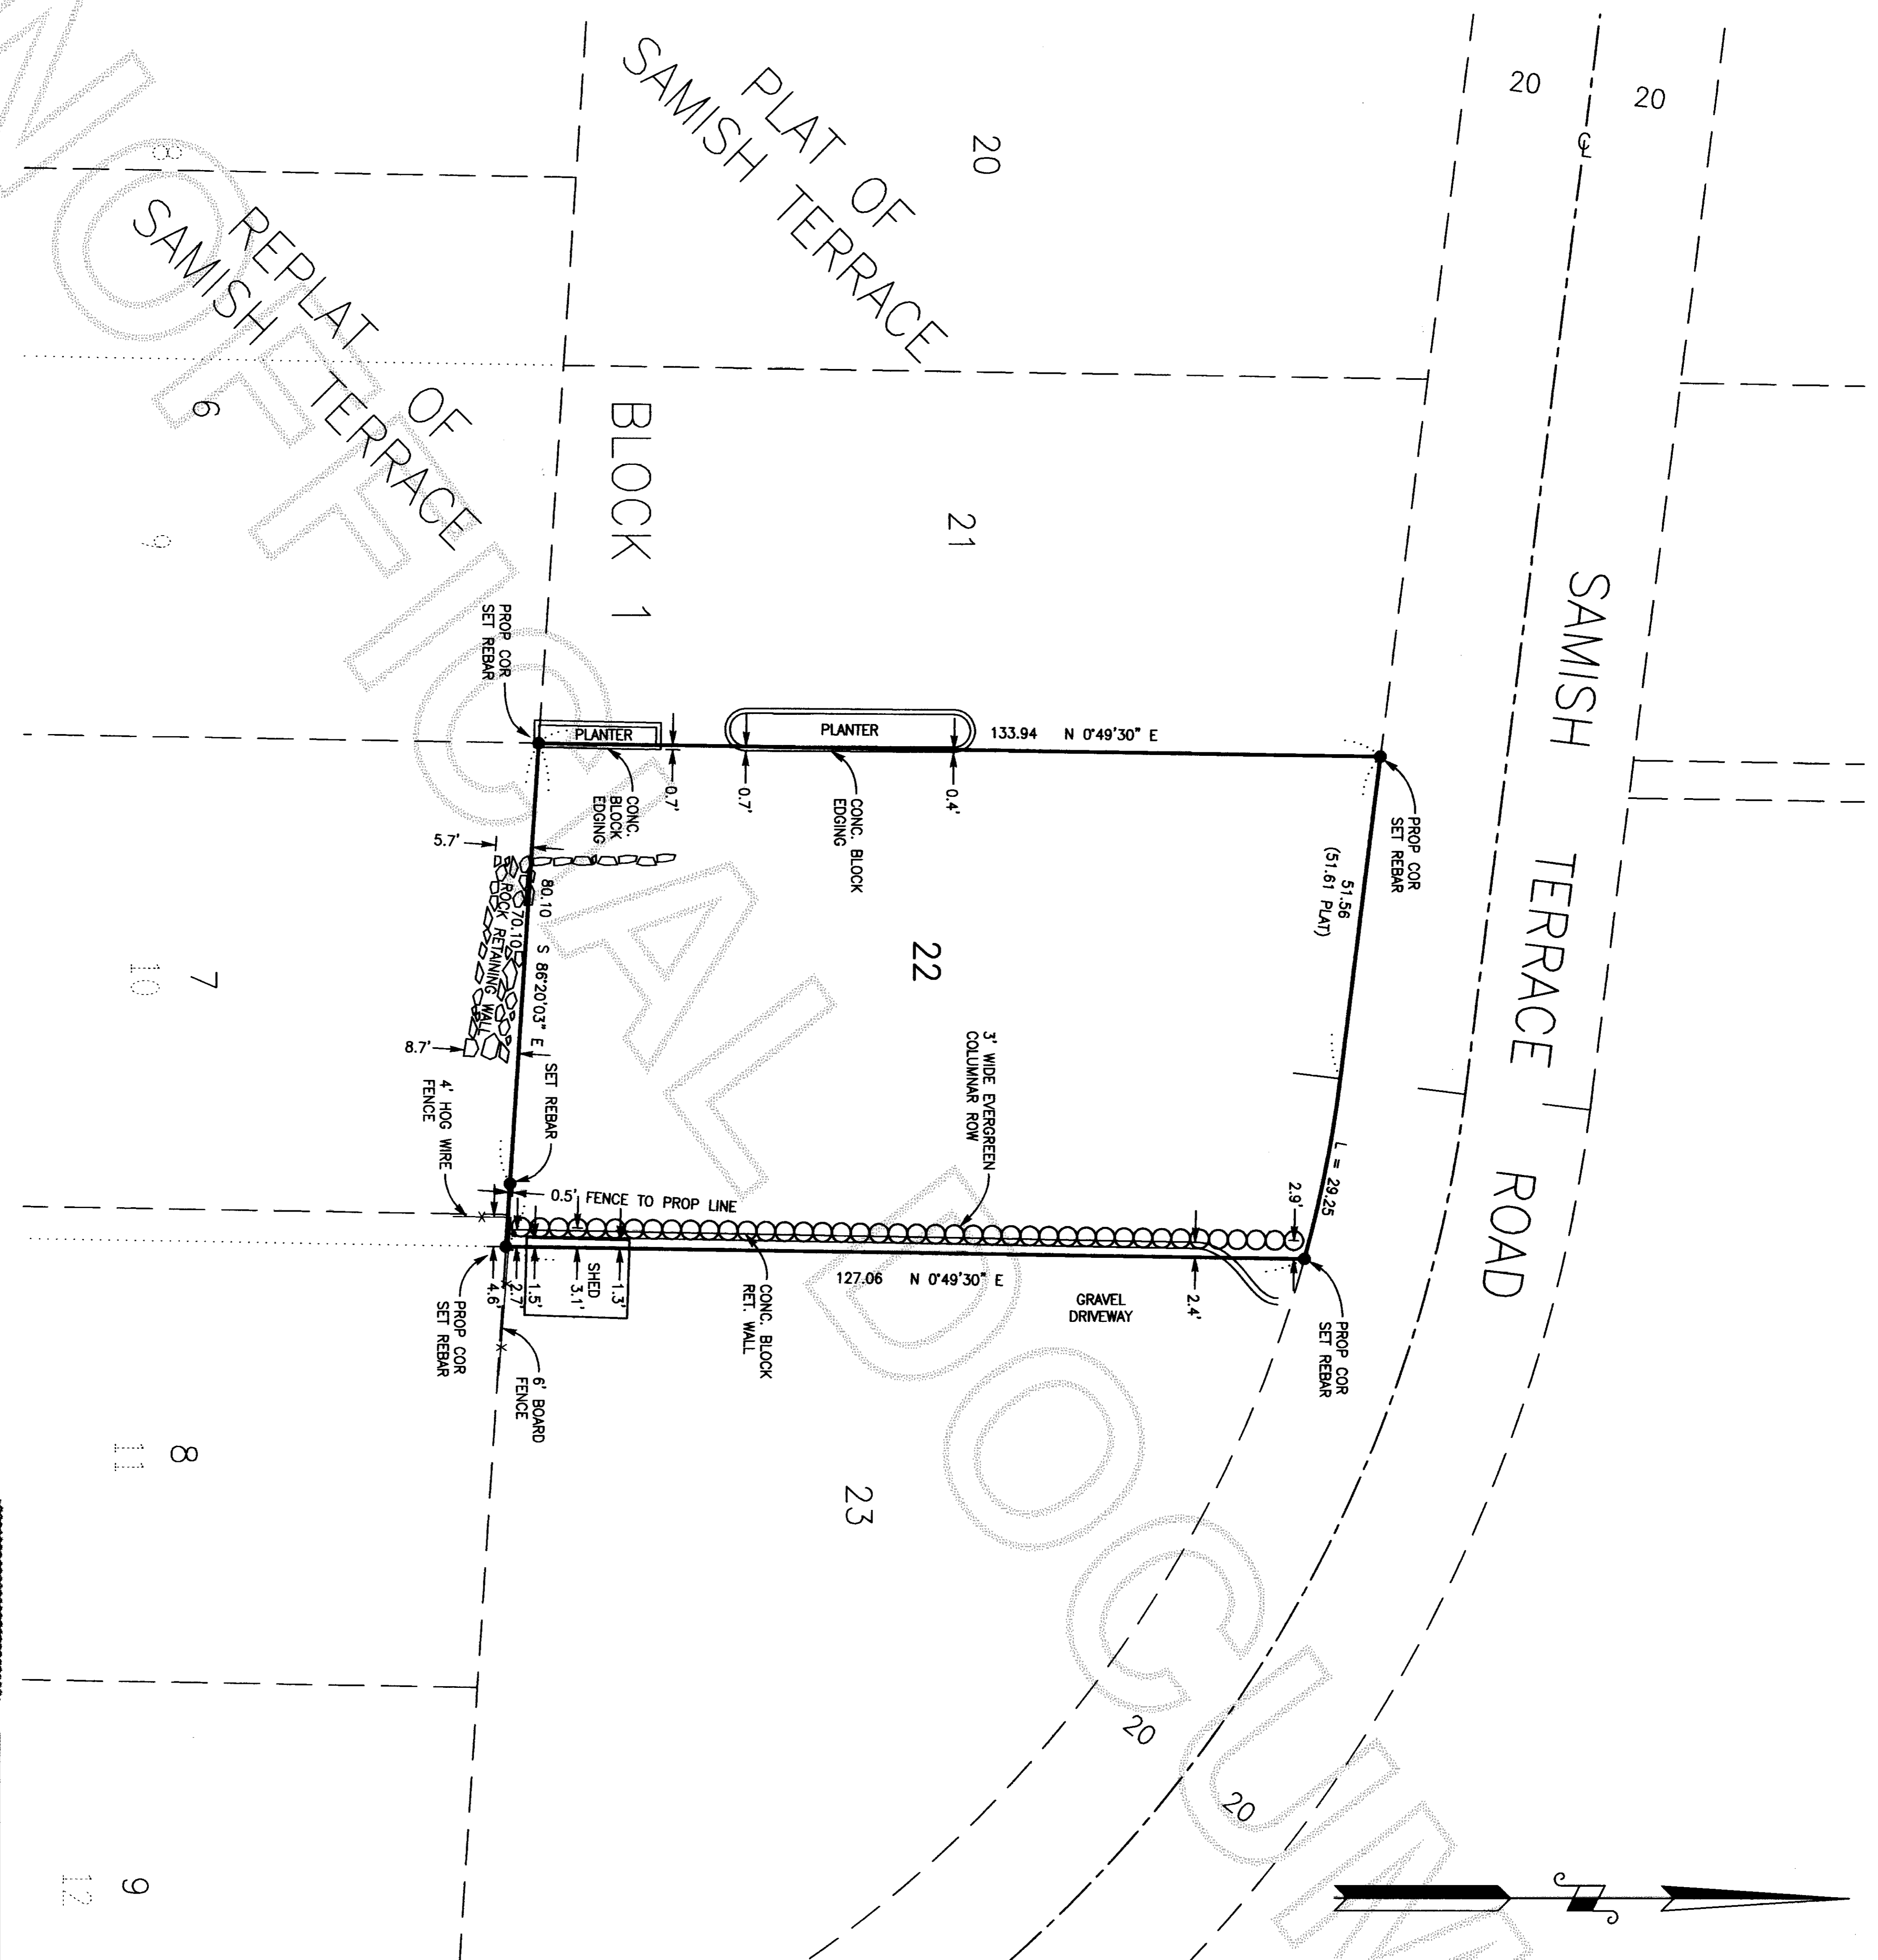 20
20
℄
PLAT OF
SAMISH TERRACE
20
8
REPLAT OF
SAMISH TERRACE
6
9
BLOCK 1
21
SAMISH TERRACE ROAD
PROP COR
SET REBAR
PLANTER
PLANTER
133.94 N 0°49'30" E
CONC.
BLOCK
EDGING
0.7'
0.7'
CONC. BLOCK
EDGING
0.4'
PROP COR
SET REBAR
51.56
(51.61 PLAT)
5.7'
80.10 S 86°20'03" E
70.10
ROCK RETAINING WALL
8.7'
22
7
10
4' HOG WIRE
FENCE
SET REBAR
3' WIDE EVERGREEN
COLUMNAR ROW
L = 29.25
2.9'
0.5' FENCE TO PROP LINE
4.6'
2.7'
1.5'
3.1'
SHED
1.3'
CONC. BLOCK
RET. WALL
127.06 N 0°49'30" E
GRAVEL
DRIVEWAY
2.4'
PROP COR
SET REBAR
PROP COR
SET REBAR
6' BOARD
FENCE
8
11
23
20
20
9
12
UNOFFICIAL DOCUM